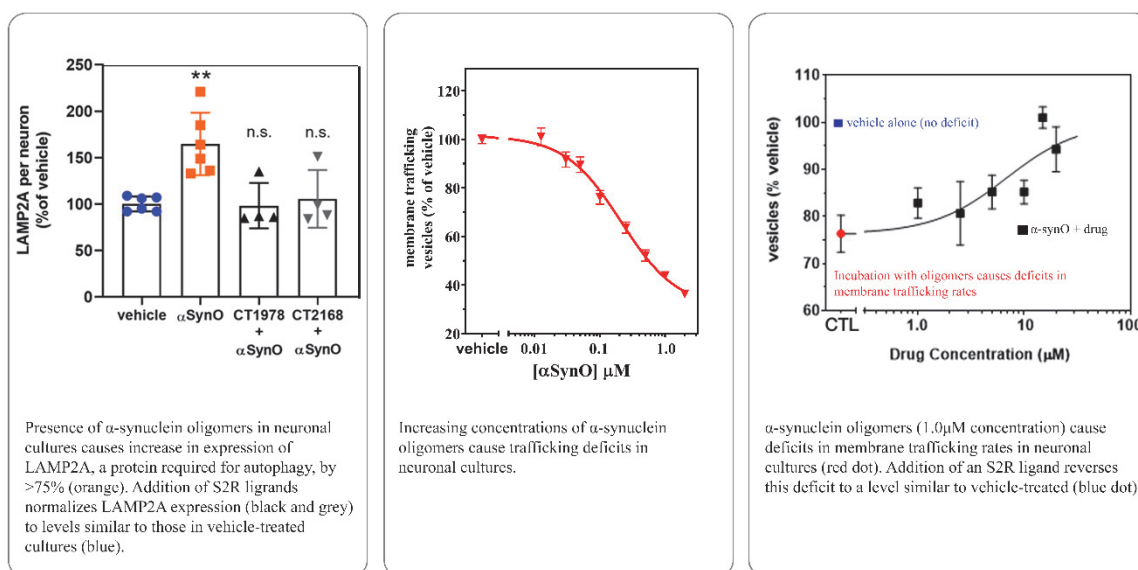 250
200
150
100
50
0
LAMP2A per neuron
(%of vehicle)
**
n.s.
n.s.
vehicle
αSynO
CT1978
+
αSynO
CT2168
+
αSynO
Presence of α-synuclein oligomers in neuronal
cultures causes increase in expression of
LAMP2A, a protein required for autophagy, by
>75% (orange). Addition of S2R ligrands
normalizes LAMP2A expression (black and grey)
to levels similar to those in vehicle-treated
cultures (blue).
120
100
80
60
40
20
membrane trafficking
vesicles (% of vehicle)
vehicle
0.01
0.1
1.0
[αSynO] μM
Increasing concentrations of α-synuclein
oligomers cause trafficking deficits in
neuronal cultures.
110
100
90
80
70
60
vesicles (% vehicle)
vehicle alone (no deficit)
α-synO + drug
Incubation with oligomers causes deficits in
membrane trafficking rates
CTL
1.0
10
100
Drug Concentration (μM)
α-synuclein oligomers (1.0μM concentration) cause
deficits in membrane trafficking rates in neuronal
cultures (red dot). Addition of an S2R ligand reverses
this deficit to a level similar to vehicle-treated (blue dot)